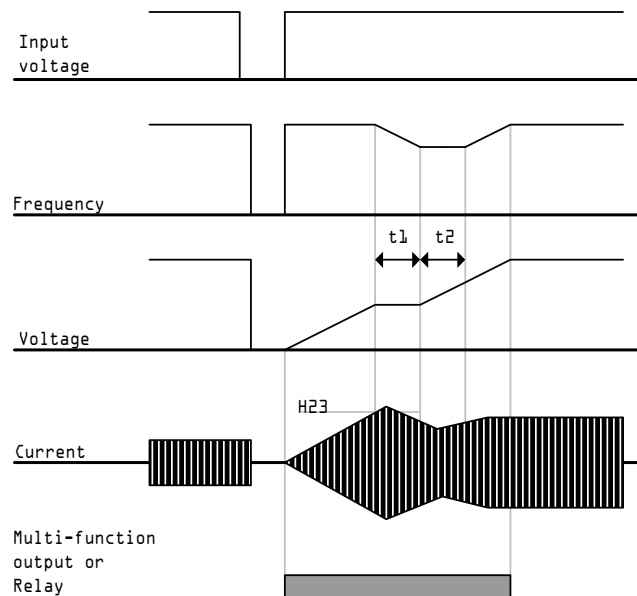 Input
voltage
Frequency
t1
t2
Voltage
H23
Current
Multi-function
output or
Relay